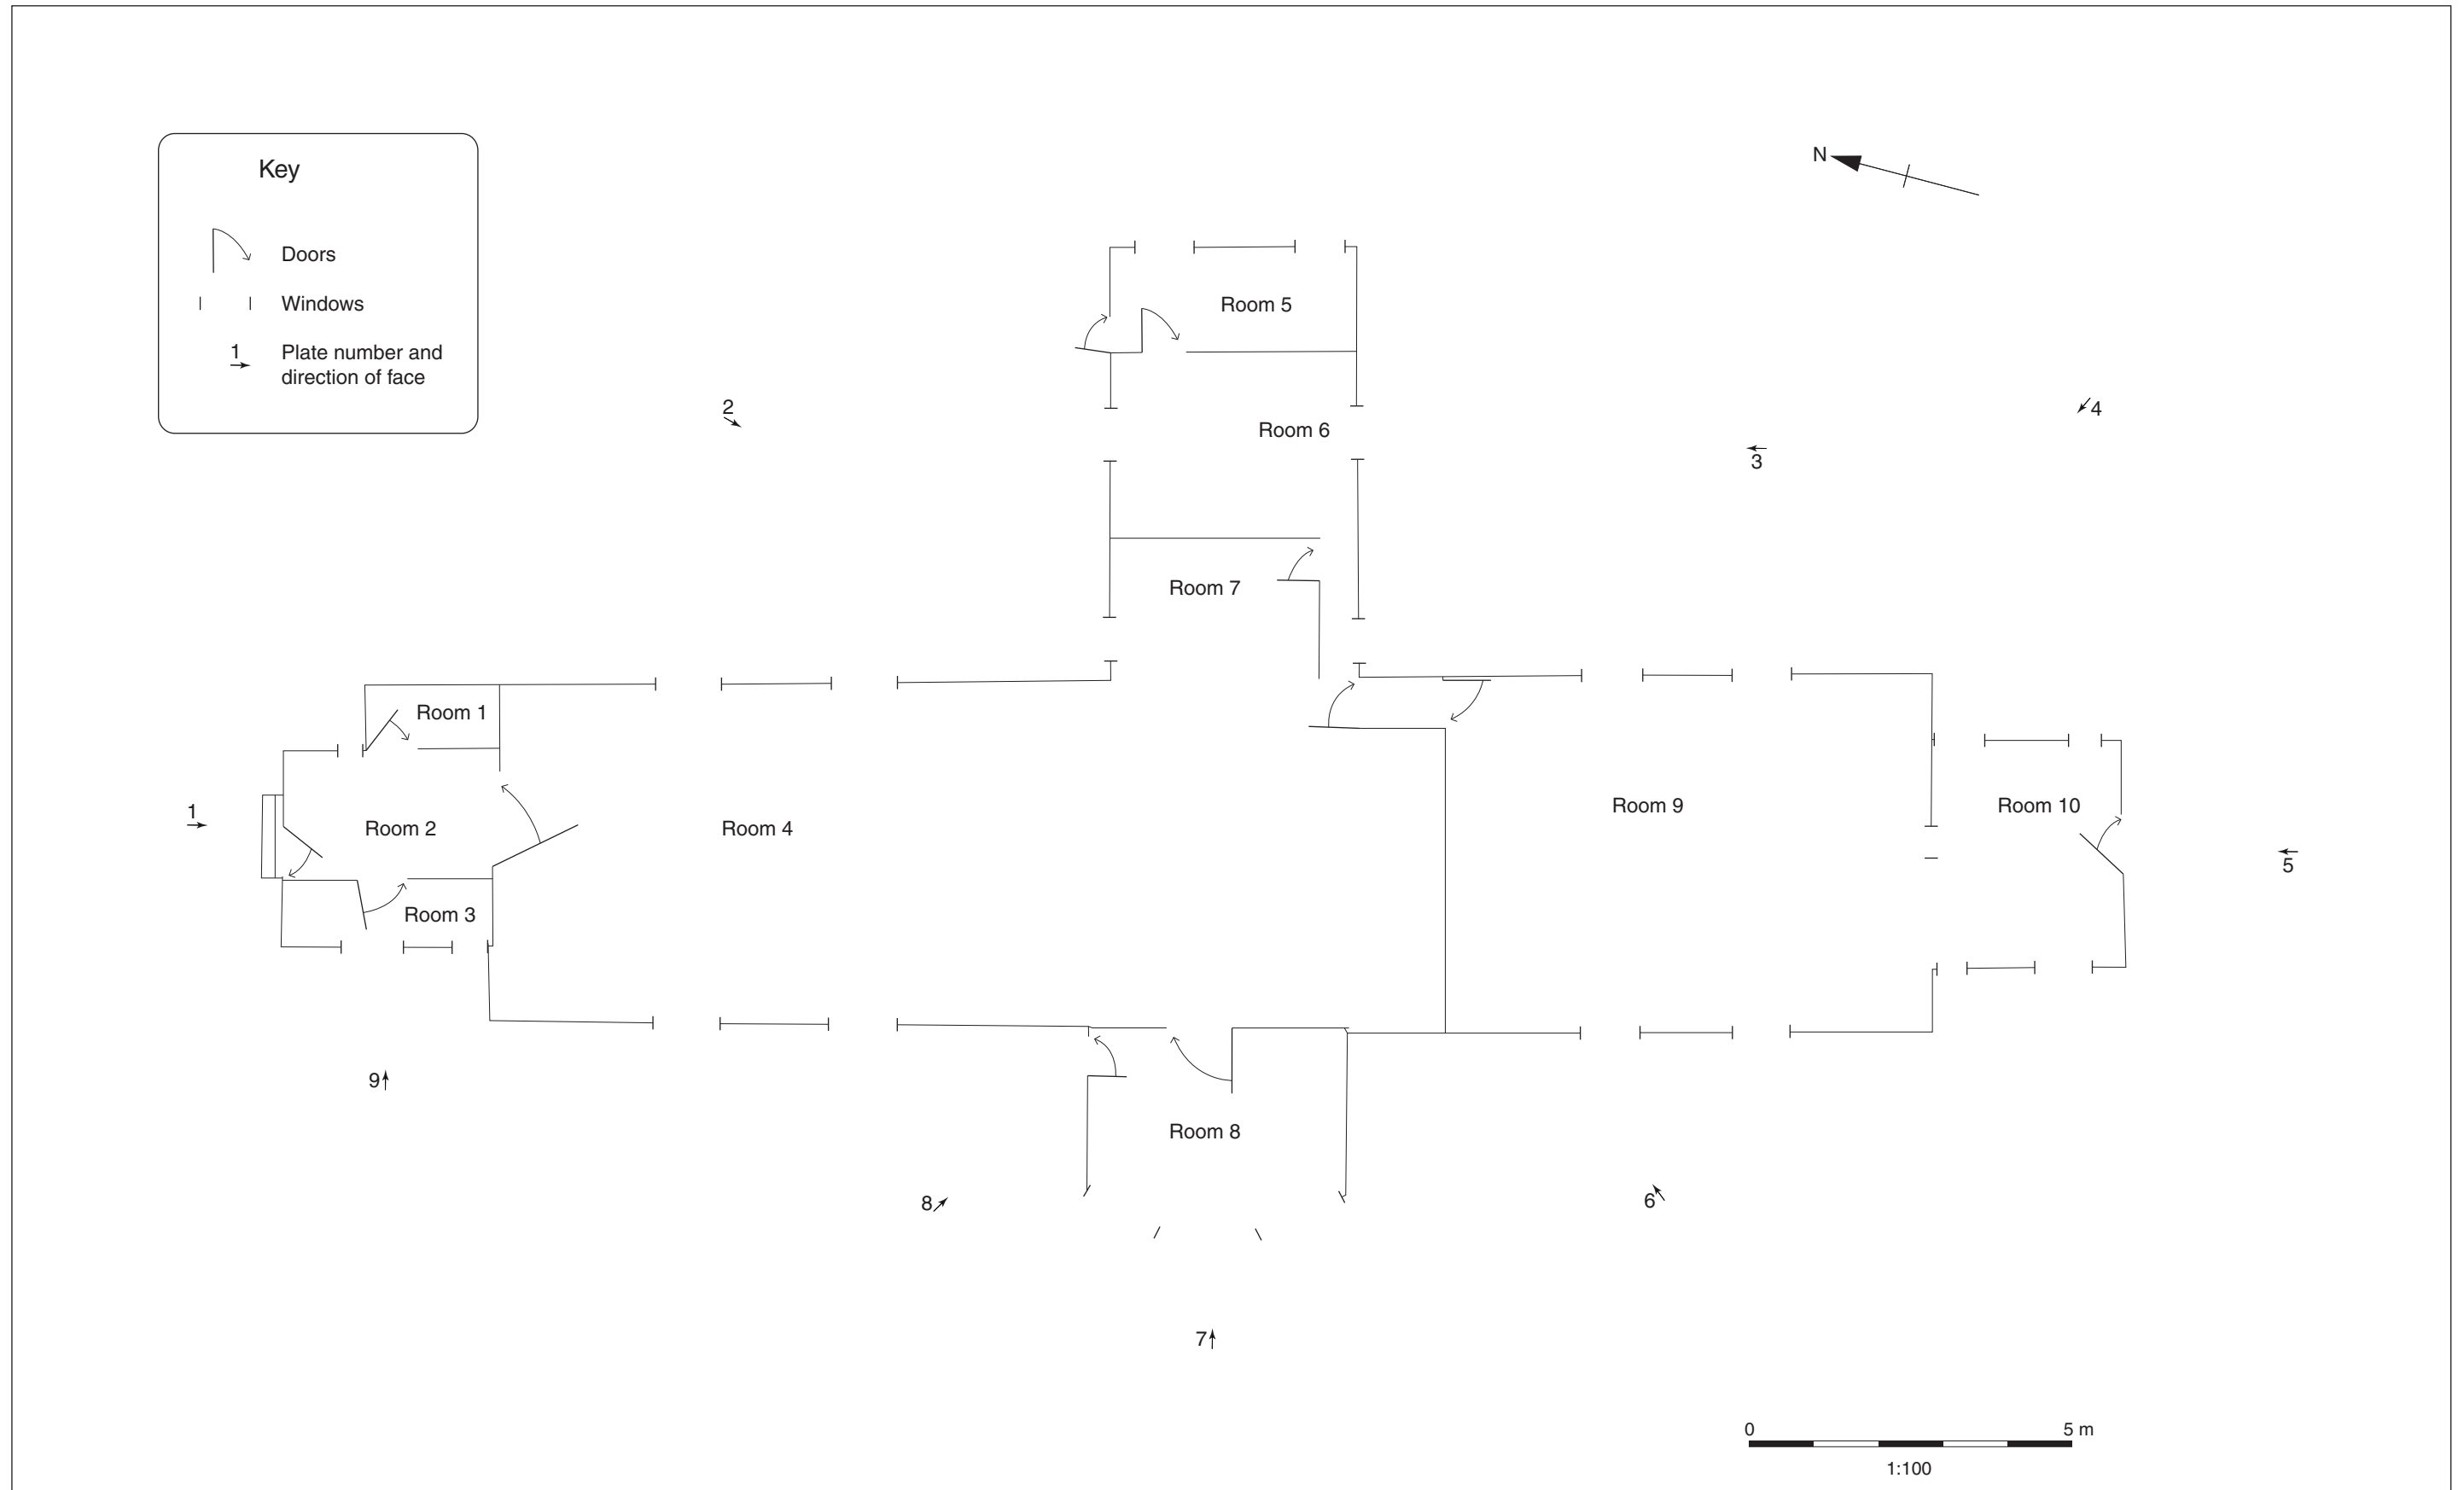 Key
Doors
Windows
1
Plate number and
direction of face
N
Room 5
2
Room 6
4
3
Room 7
Room 1
1
Room 2
Room 4
Room 9
Room 10
5
Room 3
9
Room 8
8
6
7
0
5 m
1:100